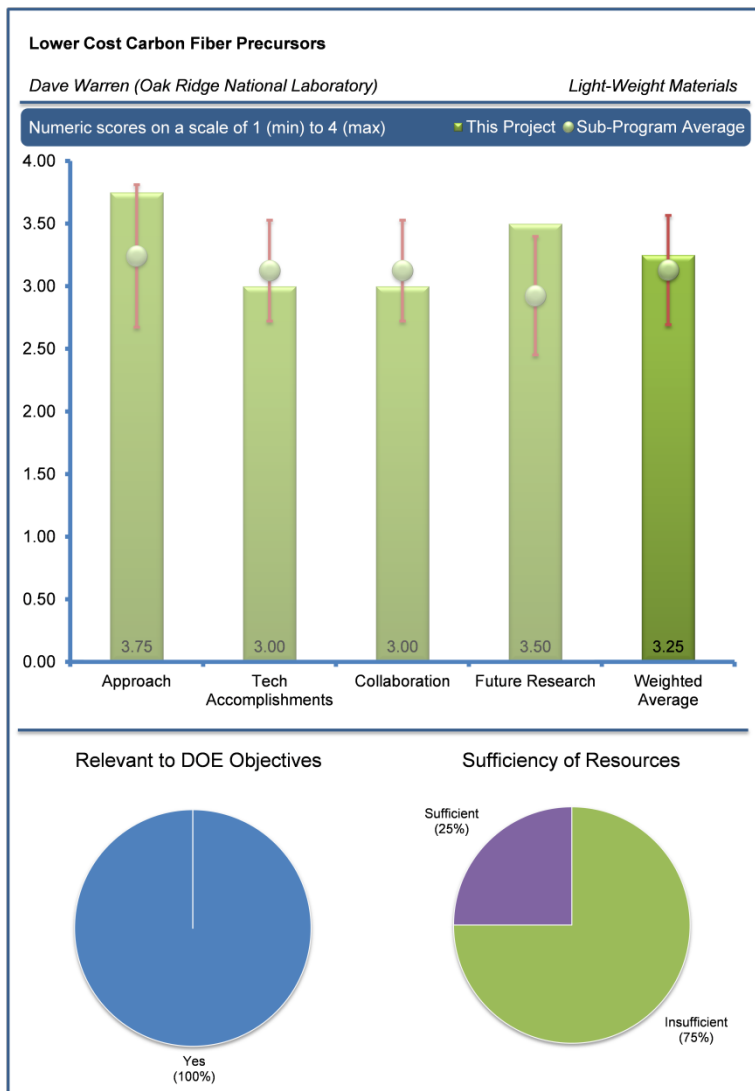 Lower Cost Carbon Fiber Precursors
Dave Warren (Oak Ridge National Laboratory) Light-Weight Materials
Numeric scores on a scale of 1 (min) to 4 (max) This Project Sub-Program Average
4.00
3.50
3.00
2.50
2.00
1.50
1.00
0.50
0.00
3.75 3.00 3.00 3.50 3.25
Approach Tech Accomplishments Collaboration Future Research Weighted Average
Relevant to DOE Objectives Sufficiency of Resources
Sufficient
(25%)
Insufficient
(75%)
Yes
(100%)